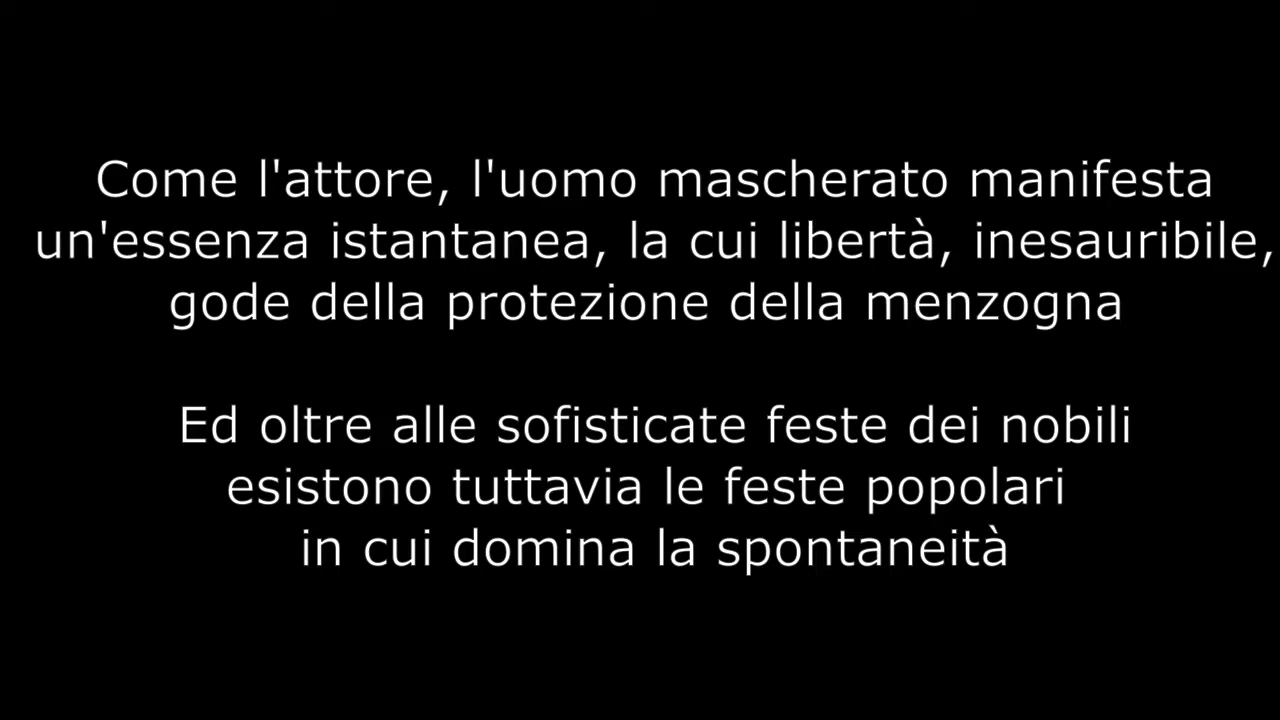 Come l'attore, l'uomo mascherato manifesta
un'essenza istantanea, la cui libertà, inesauribile,
gode della protezione della menzogna
Ed oltre alle sofisticate feste dei nobili
esistono tuttavia le feste popolari
in cui domina la spontaneità